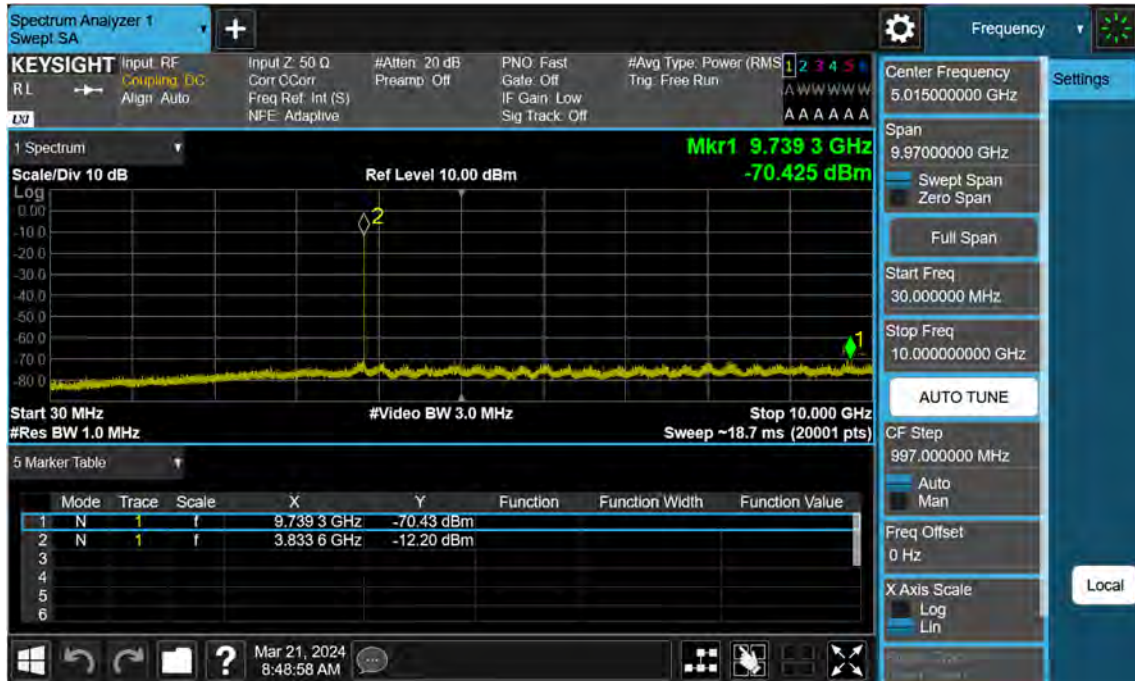 Spectrum Analyzer 1
Swept SA
+
Frequency
KEYSIGHT
RL
LXI
Input: RF
Coupling: DC
Align: Auto
Input Z: 50 Ω
Corr CCorr
Freq Ref: Int (S)
NFE: Adaptive
#Atten: 20 dB
Preamp: Off
PNO: Fast
Gate: Off
IF Gain: Low
Sig Track: Off
#Avg Type: Power (RMS
Trig: Free Run
1 2 3 4 5 6
A W W W W W
A A A A A A
1 Spectrum
Scale/Div 10 dB
Ref Level 10.00 dBm
Mkr1 9.739 3 GHz
-70.425 dBm
Log
0.00
-10.0
-20.0
-30.0
-40.0
-50.0
-60.0
-70.0
-80.0
2
1
Start 30 MHz
#Video BW 3.0 MHz
Stop 10.000 GHz
#Res BW 1.0 MHz
Sweep ~18.7 ms (20001 pts)
5 Marker Table
Mode Trace Scale X Y Function Function Width Function Value
1 N 1 f 9.739 3 GHz -70.43 dBm
2 N 1 f 3.833 6 GHz -12.20 dBm
3
4
5
6
?
Mar 21, 2024
8:48:58 AM
Center Frequency
5.015000000 GHz
Span
9.97000000 GHz
Swept Span
Zero Span
Full Span
Start Freq
30.000000 MHz
Stop Freq
10.000000000 GHz
AUTO TUNE
CF Step
997.000000 MHz
Auto
Man
Freq Offset
0 Hz
X Axis Scale
Log
Lin
Settings
Local